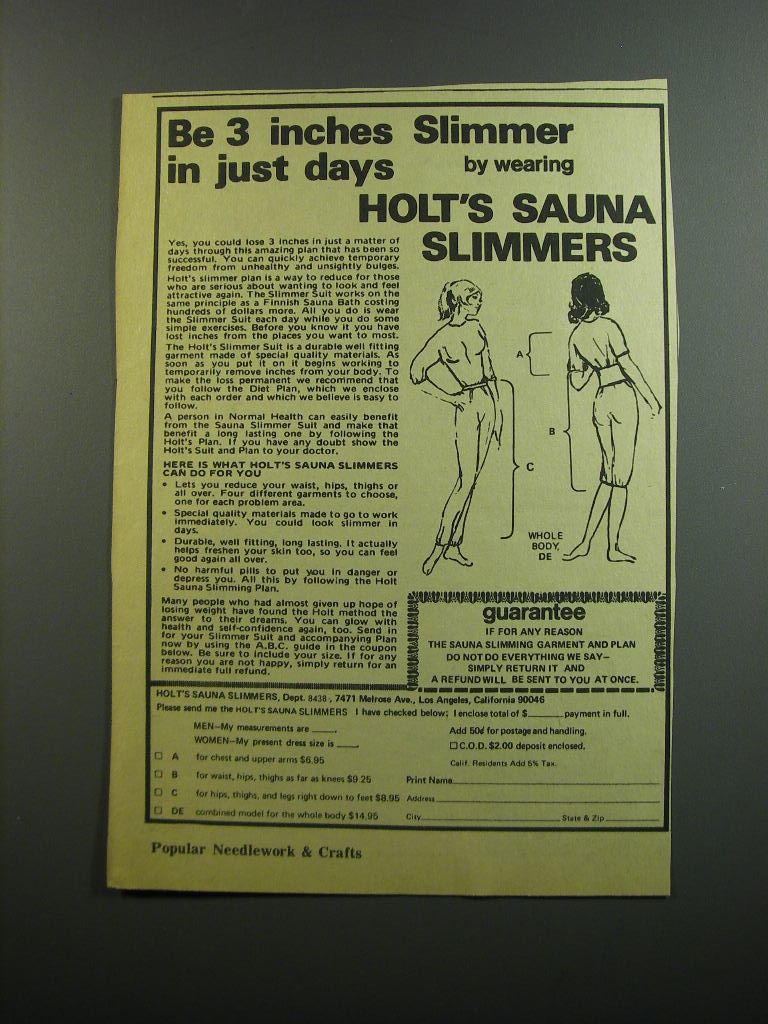 Be 3 inches Slimmer
in just days by wearing
HOLT'S SAUNA
SLIMMERS
Yes, you could lose 3 inches in just a matter of
days through this amazing plan that has been so
successful. You can quickly achieve temporary
freedom from unhealthy and unsightly bulges.
Holt's slimmer plan is a way to reduce for those
who are serious about wanting to look and feel
attractive again. The Slimmer Suit works on the
same principle as a Finnish Sauna Bath costing
hundreds of dollars more. All you do is wear
the Slimmer Suit each day while you do some
simple exercises. Before you know it you have
lost inches from the places you want to most.
The Holt's Slimmer Suit is a durable well fitting
garment made of special quality materials. As
soon as you put it on it begins working to
temporarily remove inches from your body. To
make the loss permanent we recommend that
you follow the Diet Plan, which we enclose
with each order and which we believe is easy to
follow.
A person in Normal Health can easily benefit
from the Sauna Slimmer Suit and make that
benefit a long lasting one by following the
Holt's Plan. If you have any doubt show the
Holt's Suit and Plan to your doctor.
HERE IS WHAT HOLT'S SAUNA SLIMMERS
CAN DO FOR YOU
• Lets you reduce your waist, hips, thighs or
all over. Four different garments to choose,
one for each problem area.
• Special quality materials made to go to work
immediately. You could look slimmer in
days.
• Durable, well fitting, long lasting. It actually
helps freshen your skin too, so you can feel
good again all over.
• No harmful pills to put you in danger or
depress you. All this by following the Holt
Sauna Slimming Plan.
Many people who had almost given up hope of
losing weight have found the Holt method the
answer to their dreams. You can glow with
health and self-confidence again, too. Send in
for your Slimmer Suit and accompanying Plan
now by using the A.B.C. guide in the coupon
below. Be sure to include your size. If for any
reason you are not happy, simply return for an
immediate full refund.
A
B
C
WHOLE
BODY,
DE
guarantee
IF FOR ANY REASON
THE SAUNA SLIMMING GARMENT AND PLAN
DO NOT DO EVERYTHING WE SAY—
SIMPLY RETURN IT AND
A REFUND WILL BE SENT TO YOU AT ONCE.
HOLT'S SAUNA SLIMMERS, Dept. 8438, 7471 Melrose Ave., Los Angeles, California 90046
Please send me the HOLT'S SAUNA SLIMMERS I have checked below; I enclose total of $______ payment in full.
MEN—My measurements are ____.
WOMEN—My present dress size is ____.
Add 50¢ for postage and handling.
☐ C.O.D. $2.00 deposit enclosed.
Calif. Residents Add 5% Tax.
☐ A for chest and upper arms $6.95
☐ B for waist, hips, thighs as far as knees $9.25
☐ C for hips, thighs, and legs right down to feet $8.95
☐ DE combined model for the whole body $14.95
Print Name
Address
City State & Zip
Popular Needlework & Crafts